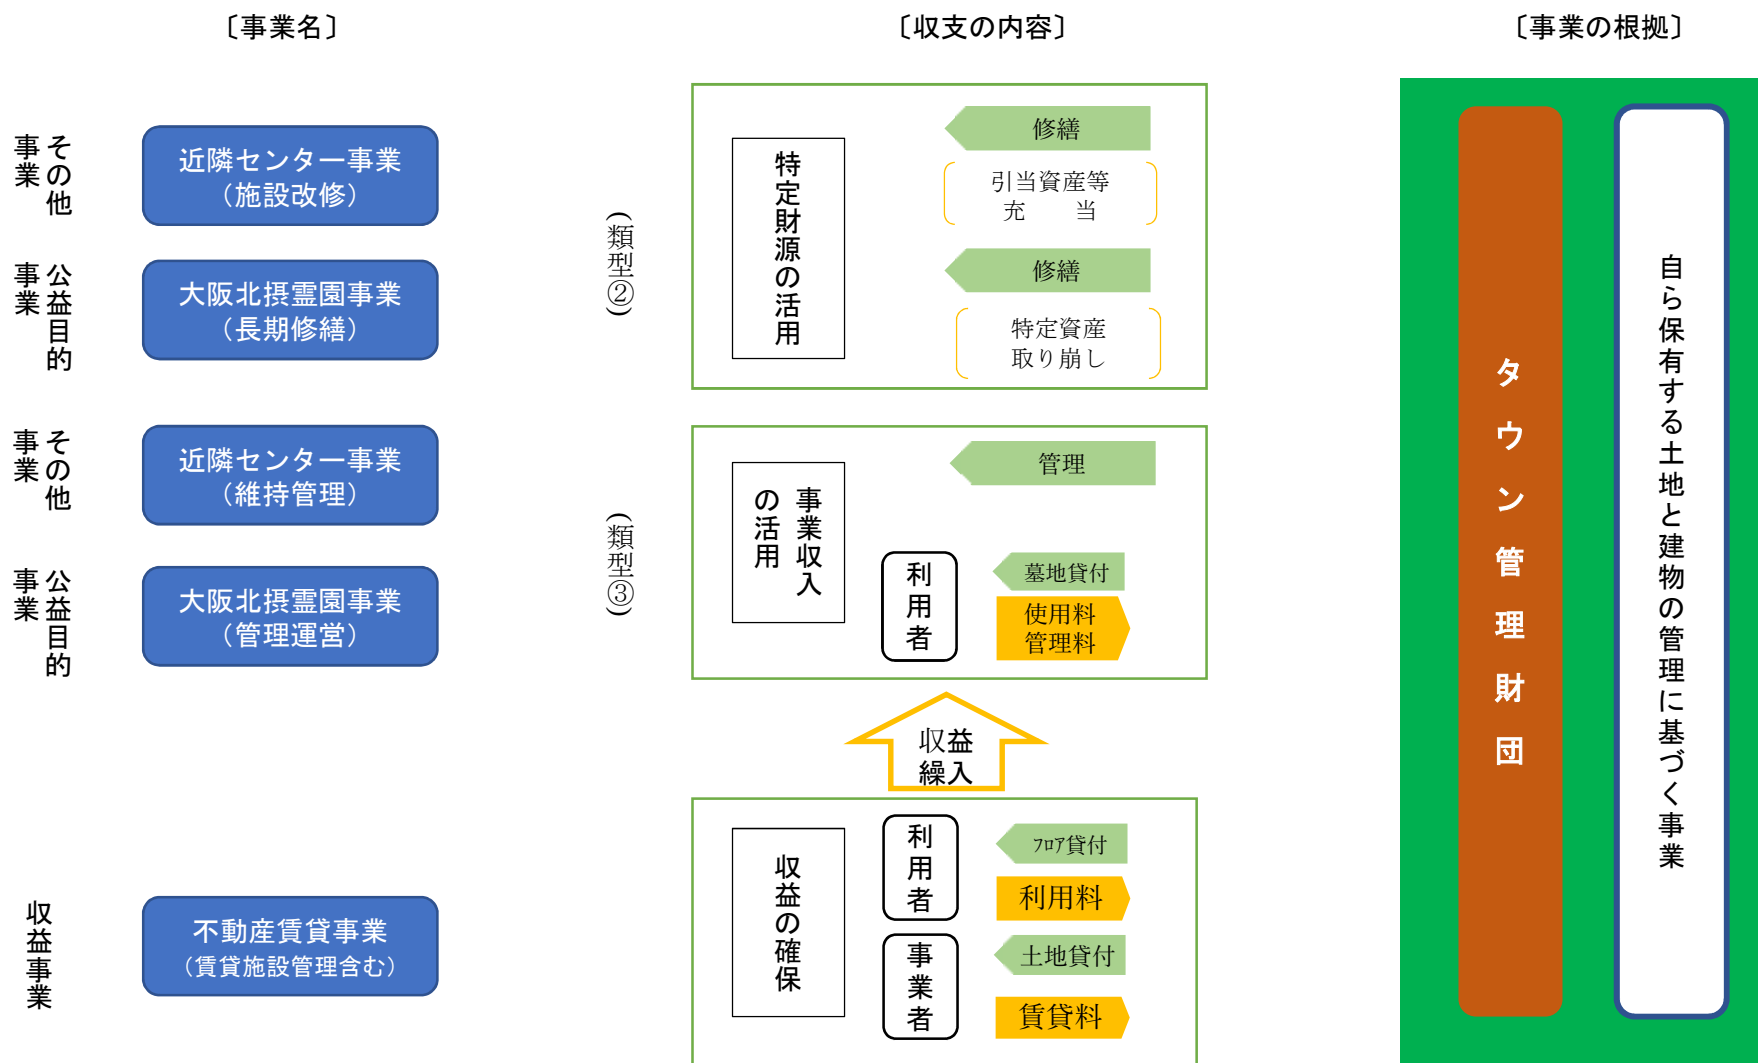 〔事業名〕
〔収支の内容〕
〔事業の根拠〕
その他
事業
近隣センター事業
（施設改修）
公益目的
事業
大阪北摂霊園事業
（長期修繕）
(類型②)
特定財源の活用
修繕
引当資産等
充　　当
修繕
特定資産
取り崩し
その他
事業
近隣センター事業
（維持管理）
公益目的
事業
大阪北摂霊園事業
（管理運営）
(類型③)
事業収入
の活用
管理
利用者
墓地貸付
使用料
管理料
収益
繰入
収益事業
不動産賃貸事業
（賃貸施設管理含む）
収益の確保
利用者
ﾌﾛｱ貸付
利用料
事業者
土地貸付
賃貸料
タウン管理財団
自ら保有する土地と建物の管理に基づく事業